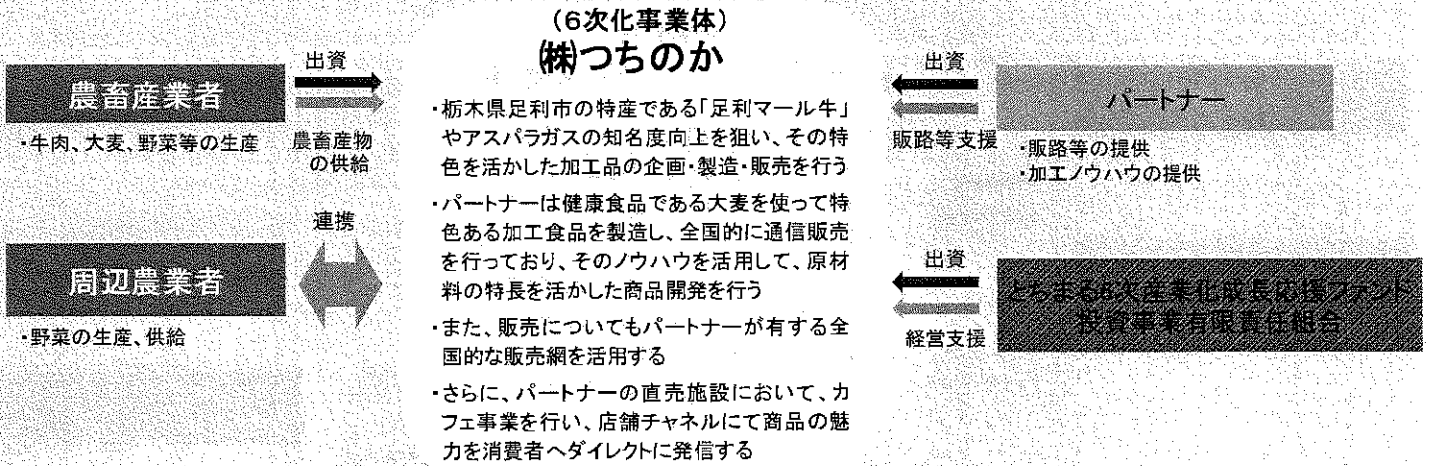 出資
農畜産業者
・牛肉、大麦、野菜等の生産
農畜産物
の供給
連携
周辺農業者
・野菜の生産、供給
(6次化事業体)
㈱つちのか
・栃木県足利市の特産である「足利マール牛」
やアスパラガスの知名度向上を狙い、その特
色を活かした加工品の企画・製造・販売を行う
・パートナーは健康食品である大麦を使って特
色ある加工食品を製造し、全国的に通信販売
を行っており、そのノウハウを活用して、原材
料の特長を活かした商品開発を行う
・また、販売についてもパートナーが有する全
国的な販売網を活用する
・さらに、パートナーの直売施設において、カ
フェ事業を行い、店舗チャネルにて商品の魅
力を消費者へダイレクトに発信する
出資
パートナー
販路等支援
・販路等の提供
・加工ノウハウの提供
出資
とちまる6次産業化成長応援ファンド
投資事業有限責任組合
経営支援